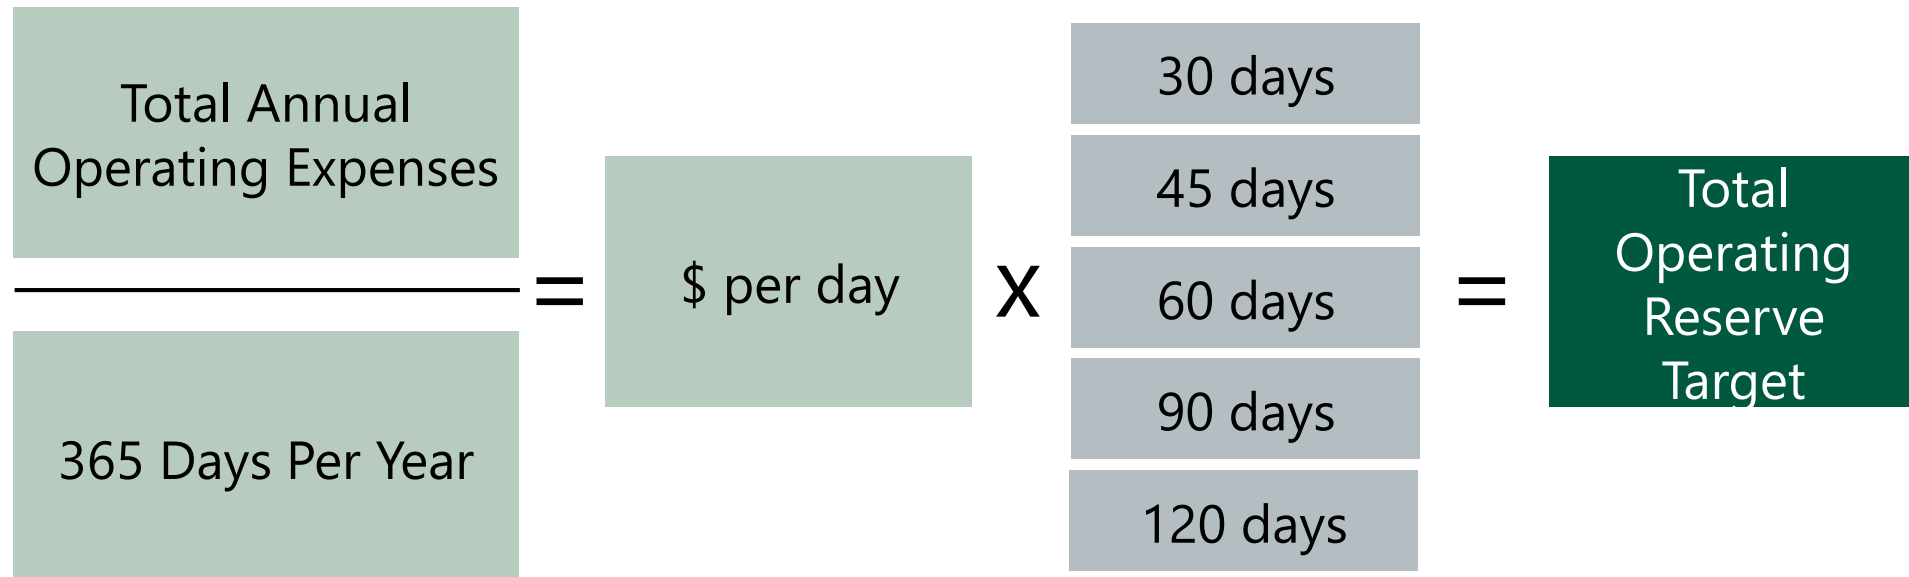 Total Annual
Operating Expenses
365 Days Per Year
=
$ per day
x
30 days
45 days
60 days
90 days
120 days
=
Total
Operating
Reserve
Target